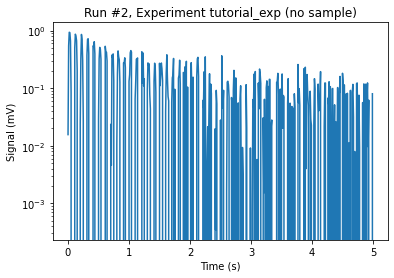 Run #2, Experiment tutorial_exp (no sample)
Signal (mV)
10⁰
10⁻¹
10⁻²
10⁻³
0 1 2 3 4 5
Time (s)